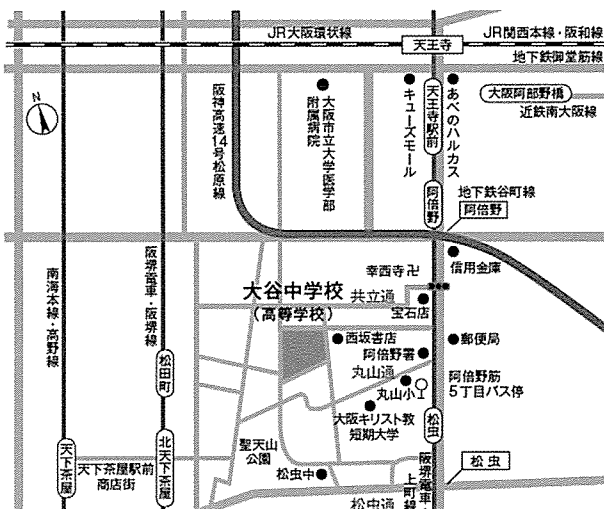 JR大阪環状線
天王寺
JR関西本線・阪和線
地下鉄御堂筋線
N
阪神高速14号松原線
大阪市立大学医学部
附属病院
キューズモール
天王寺駅前
あべのハルカス
大阪阿部野橋
近鉄南大阪線
阿倍野
地下鉄谷町線
阿倍野
信用金庫
幸西寺卍
南海本線・高野線
阪堺電車・阪堺線
大谷中学校
(高等学校)
共立通
宝石店
西坂書店
阿倍野署
郵便局
丸山通
丸山小
阿倍野筋
5丁目バス停
松田町
大阪キリスト教
短期大学
松虫
聖天山
公園
松虫中
天下茶屋
天下茶屋駅前
商店街
北天下茶屋
阪堺電車・
上町線
松虫
松虫通